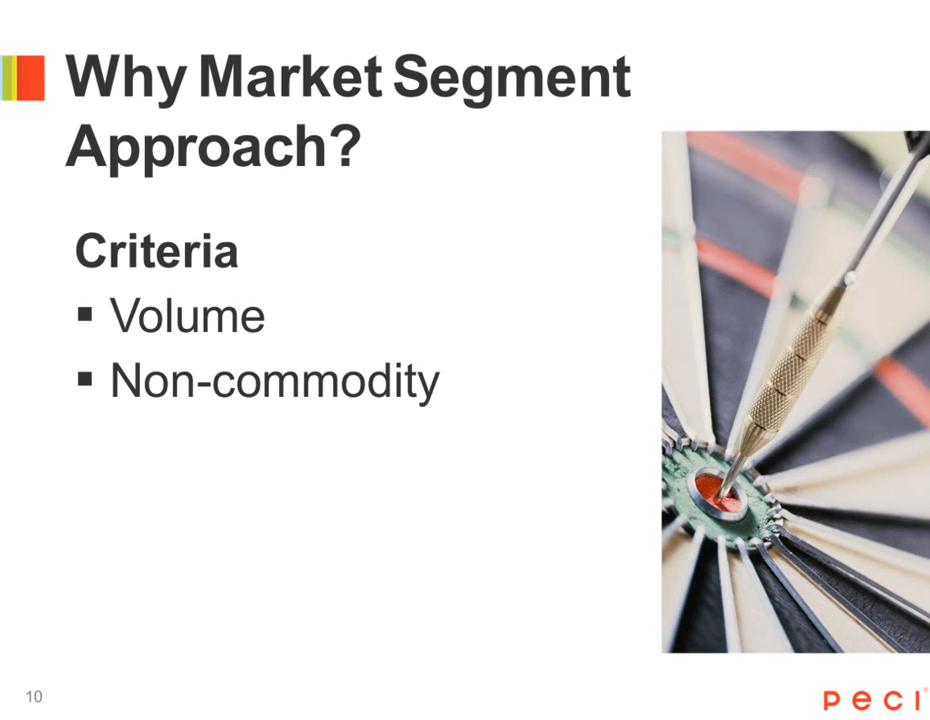 Why Market Segment
Approach?
Criteria
▪ Volume
▪ Non-commodity
10
peci®